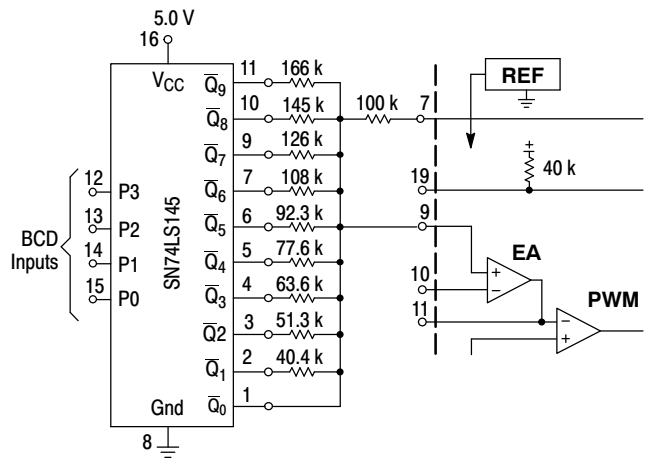 5.0 V
16
VCC
SN74LS145
Gnd
8
BCD
Inputs
12
P3
13
P2
14
P1
15
P0
Q̅9
11
166 k
Q̅8
10
145 k
Q̅7
9
126 k
Q̅6
7
108 k
Q̅5
6
92.3 k
Q̅4
5
77.6 k
Q̅3
4
63.6 k
Q̅2
3
51.3 k
Q̅1
2
40.4 k
Q̅0
1
100 k
7
REF
40 k
19
9
EA
+
−
10
11
PWM
−
+